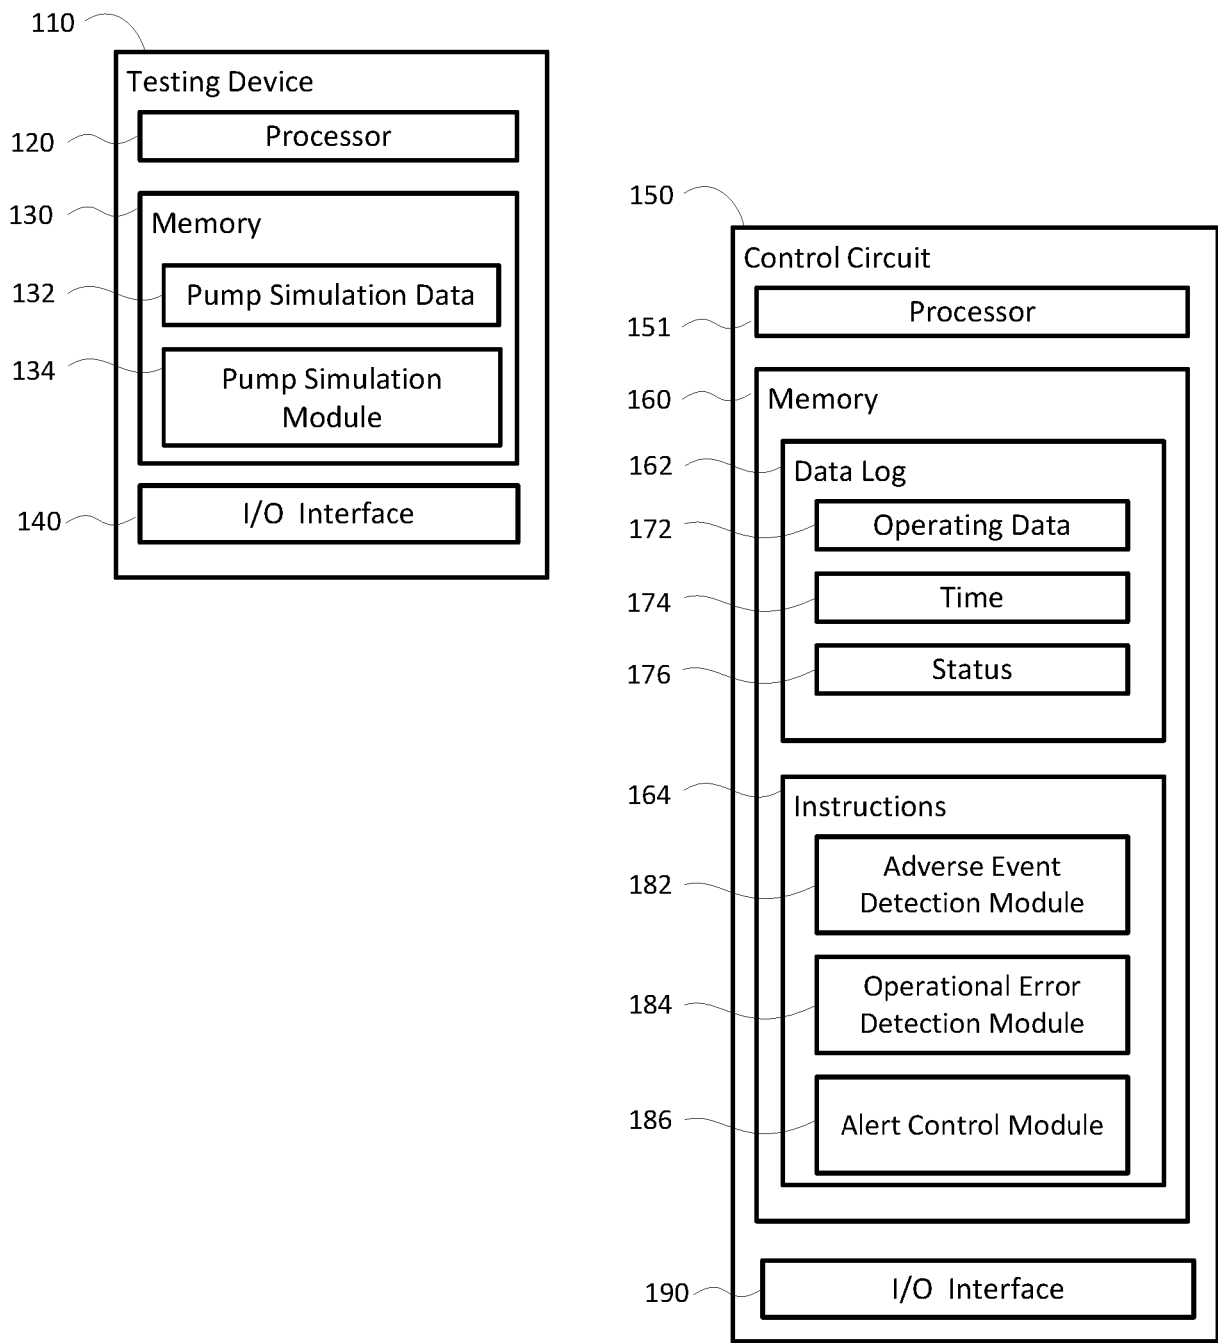 110
Testing Device
120
Processor
130
Memory
132
Pump Simulation Data
134
Pump Simulation
Module
140
I/O Interface
150
Control Circuit
151
Processor
160
Memory
162
Data Log
172
Operating Data
174
Time
176
Status
164
Instructions
182
Adverse Event
Detection Module
184
Operational Error
Detection Module
186
Alert Control Module
190
I/O Interface